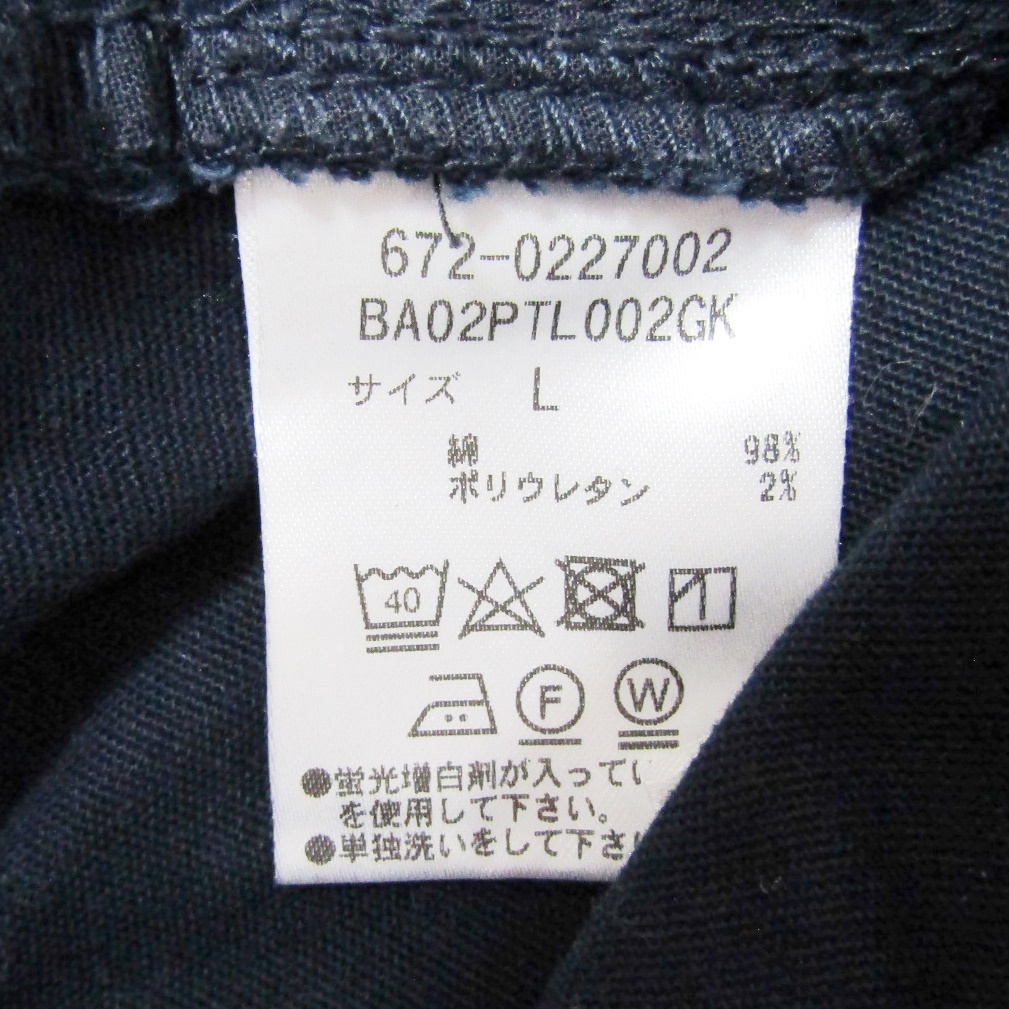 672-0227002
BA02PTL002GK
サイズ L
綿 98%
ポリウレタン 2%
40
F W
●蛍光増白剤が入ってい
を使用して下さい。
●単独洗いをして下さ